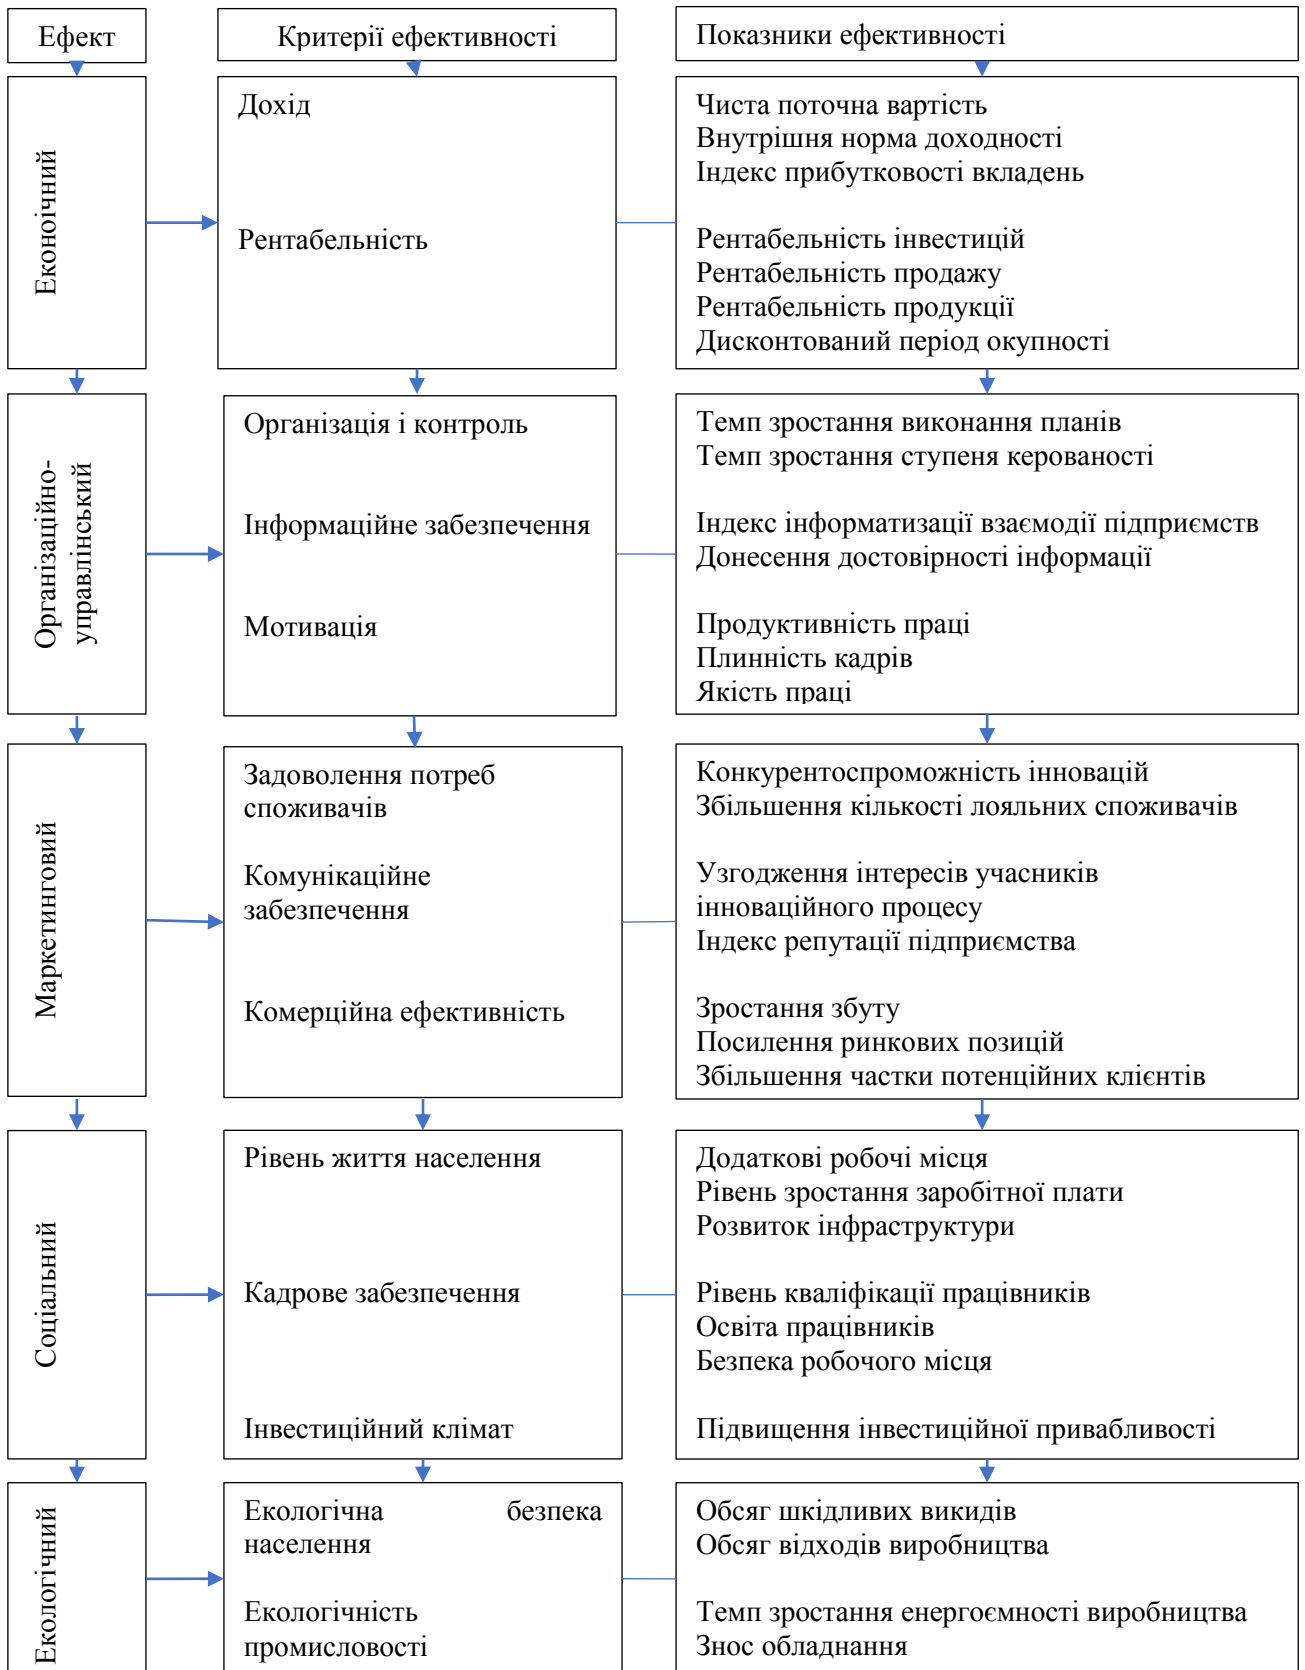 Ефект
Критерії ефективності
Показники ефективності
Еконоічний
Дохід
Рентабельність
Чиста поточна вартість
Внутрішня норма доходності
Індекс прибутковості вкладень
Рентабельність інвестицій
Рентабельність продажу
Рентабельність продукції
Дисконтований період окупності
Організаційно-
управлінський
Організація і контроль
Інформаційне забезпечення
Мотивація
Темп зростання виконання планів
Темп зростання ступеня керованості
Індекс інформатизації взаємодії підприємств
Донесення достовірності інформації
Продуктивність праці
Плинність кадрів
Якість праці
Маркетинговий
Задоволення потреб
споживачів
Комунікаційне
забезпечення
Комерційна ефективність
Конкурентоспроможність інновацій
Збільшення кількості лояльних споживачів
Узгодження інтересів учасників
інноваційного процесу
Індекс репутації підприємства
Зростання збуту
Посилення ринкових позицій
Збільшення частки потенційних клієнтів
Соціальний
Рівень життя населення
Кадрове забезпечення
Інвестиційний клімат
Додаткові робочі місця
Рівень зростання заробітної плати
Розвиток інфраструктури
Рівень кваліфікації працівників
Освіта працівників
Безпека робочого місця
Підвищення інвестиційної привабливості
Екологічний
Екологічна безпека
населення
Екологічність
промисловості
Обсяг шкідливих викидів
Обсяг відходів виробництва
Темп зростання енергоємності виробництва
Знос обладнання